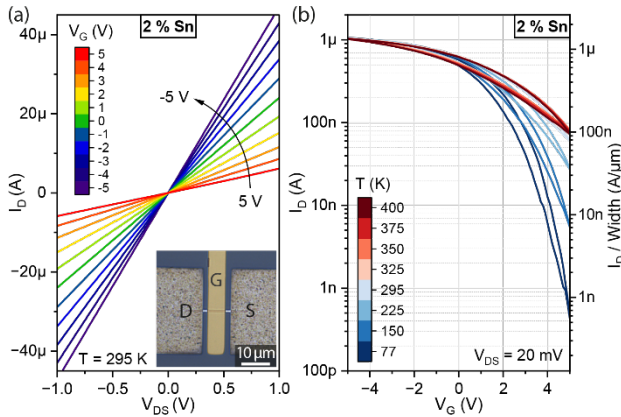 (a)
2 % Sn
V_G (V)
5
5
4
3
2
1
0
-1
-2
-3
-4
-5
-5 V
5 V
40µ
20µ
0
−20µ
−40µ
I_D (A)
G
D
S
10 µm
T = 295 K
−1.0
−0.5
0.0
0.5
1.0
V_DS (V)
(b)
2 % Sn
1µ
100n
10n
1n
100p
I_D (A)
T (K)
400
375
350
325
295
225
150
77
V_DS = 20 mV
1µ
100n
10n
1n
I_D / Width (A/µm)
−4
−2
0
2
4
V_G (V)